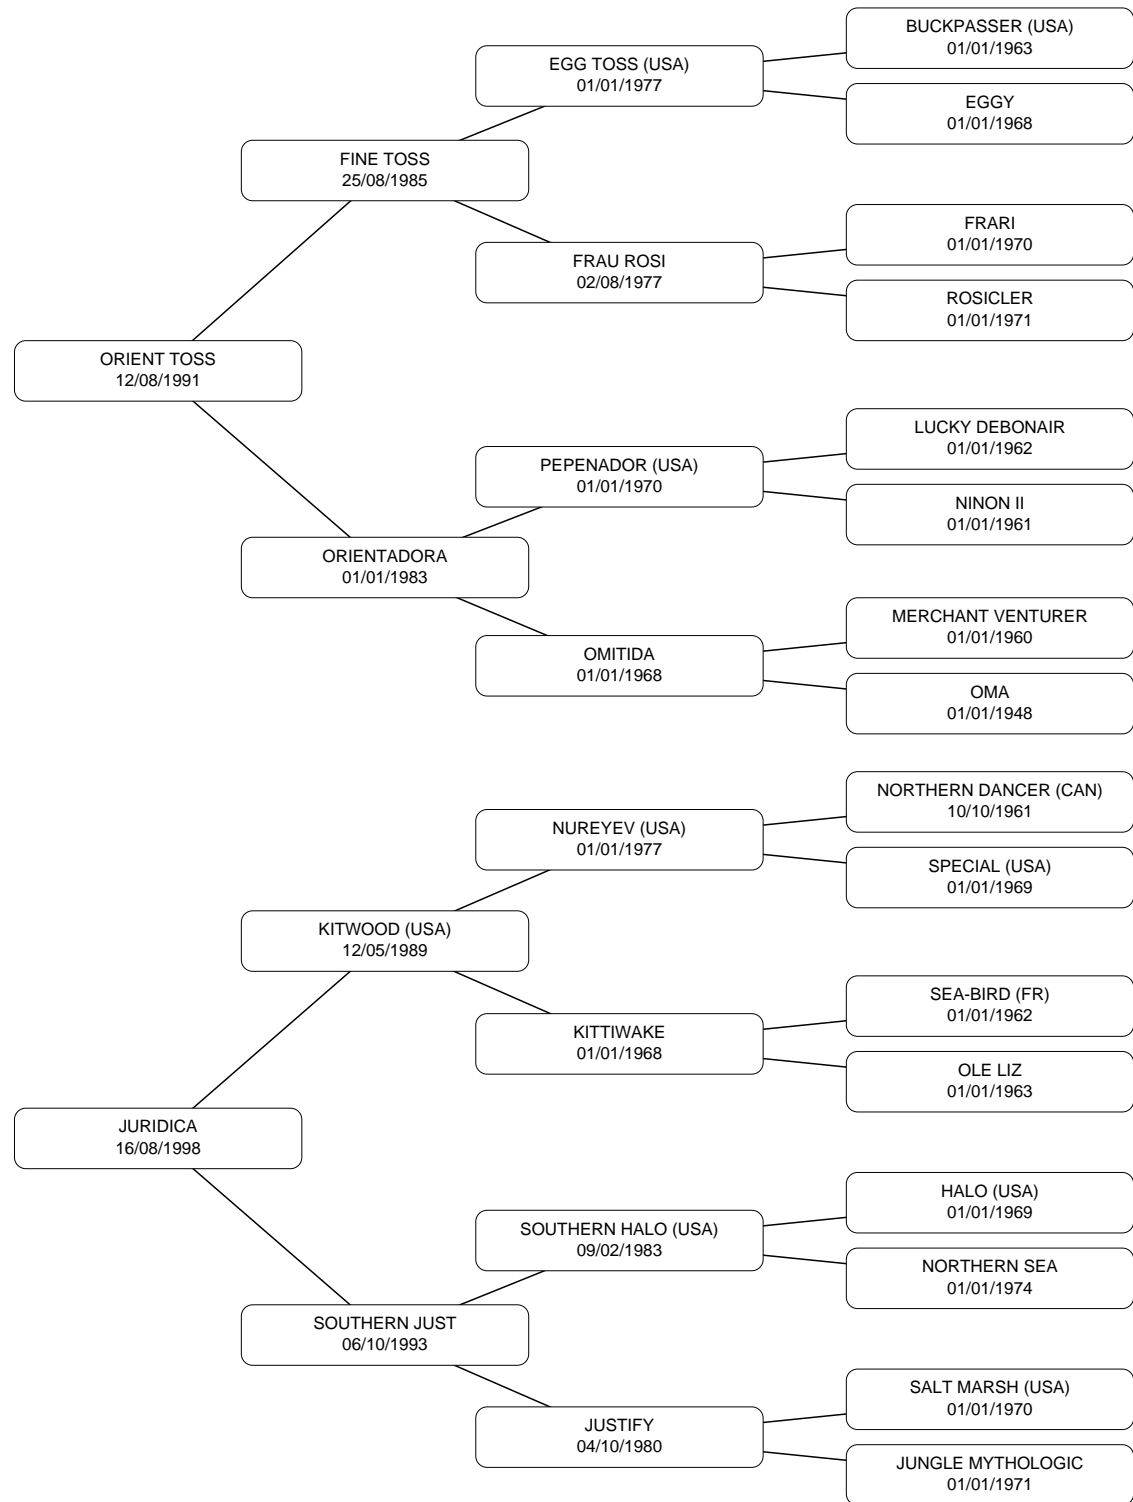 BUCKPASSER (USA)
01/01/1963
EGG TOSS (USA)
01/01/1977
EGGY
01/01/1968
FINE TOSS
25/08/1985
FRARI
01/01/1970
FRAU ROSI
02/08/1977
ROSICLER
01/01/1971
ORIENT TOSS
12/08/1991
LUCKY DEBONAIR
01/01/1962
PEPENADOR (USA)
01/01/1970
NINON II
01/01/1961
ORIENTADORA
01/01/1983
MERCHANT VENTURER
01/01/1960
OMITIDA
01/01/1968
OMA
01/01/1948
NORTHERN DANCER (CAN)
10/10/1961
NUREYEV (USA)
01/01/1977
SPECIAL (USA)
01/01/1969
KITWOOD (USA)
12/05/1989
SEA-BIRD (FR)
01/01/1962
KITTIWAKE
01/01/1968
OLE LIZ
01/01/1963
JURIDICA
16/08/1998
HALO (USA)
01/01/1969
SOUTHERN HALO (USA)
09/02/1983
NORTHERN SEA
01/01/1974
SOUTHERN JUST
06/10/1993
SALT MARSH (USA)
01/01/1970
JUSTIFY
04/10/1980
JUNGLE MYTHOLOGIC
01/01/1971